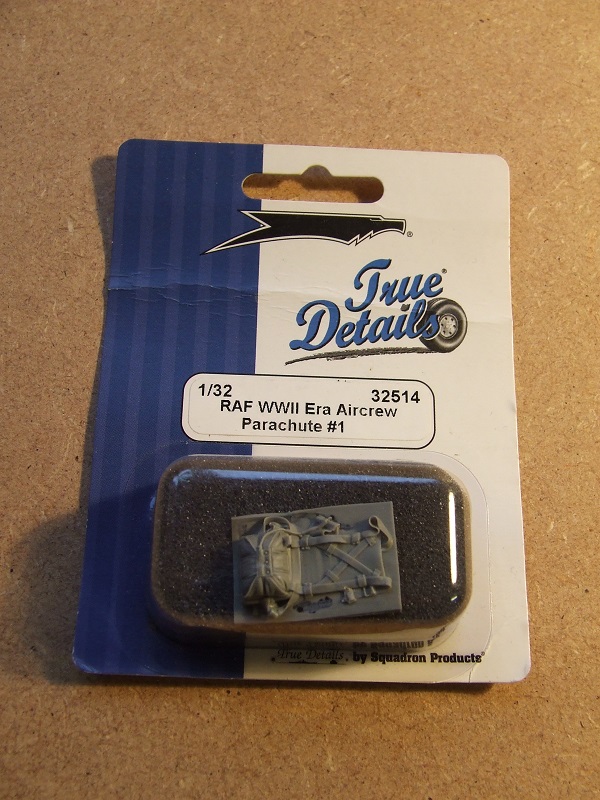 True®
Details
1/32 32514
RAF WWII Era Aircrew
Parachute #1
True Details. by Squadron Products®